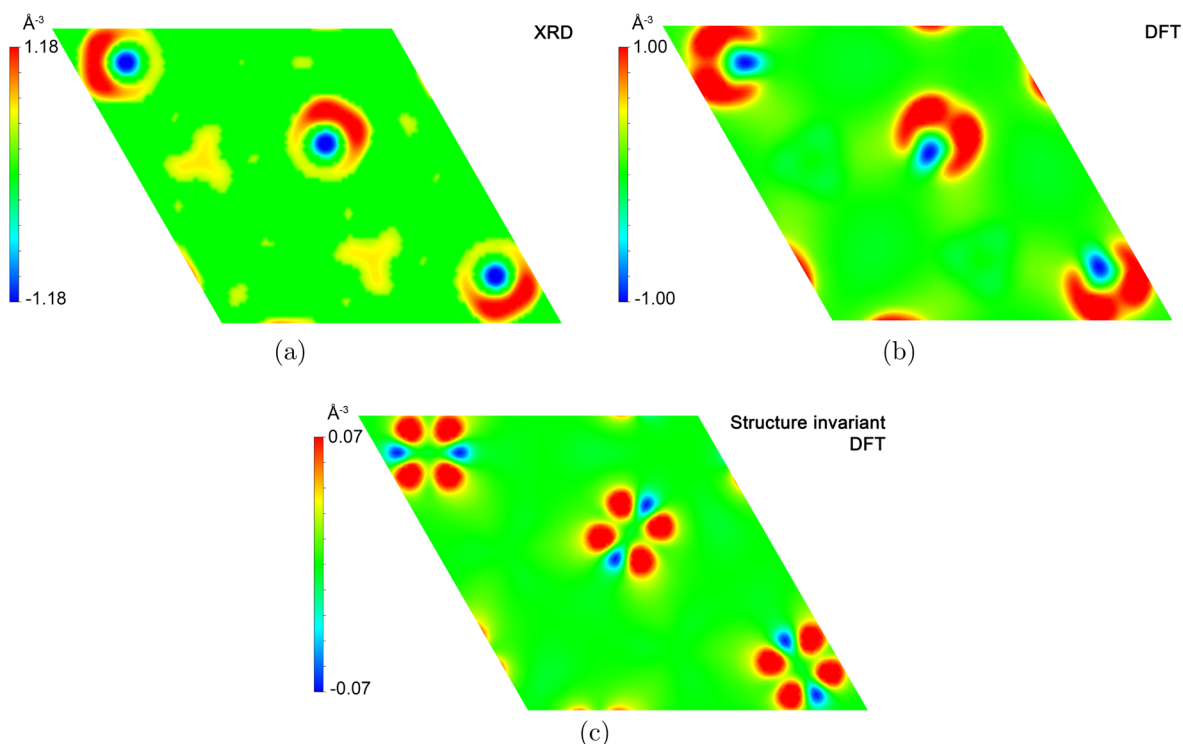 Å-3
XRD
1.18
-1.18
(a)
Å-3
DFT
1.00
-1.00
(b)
Å-3
Structure invariant
DFT
0.07
-0.07
(c)